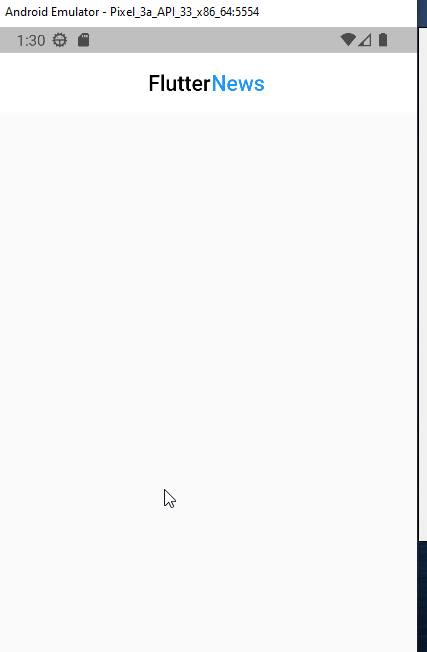 Android Emulator - Pixel_3a_API_33_x86_64:5554
1:30
FlutterNews